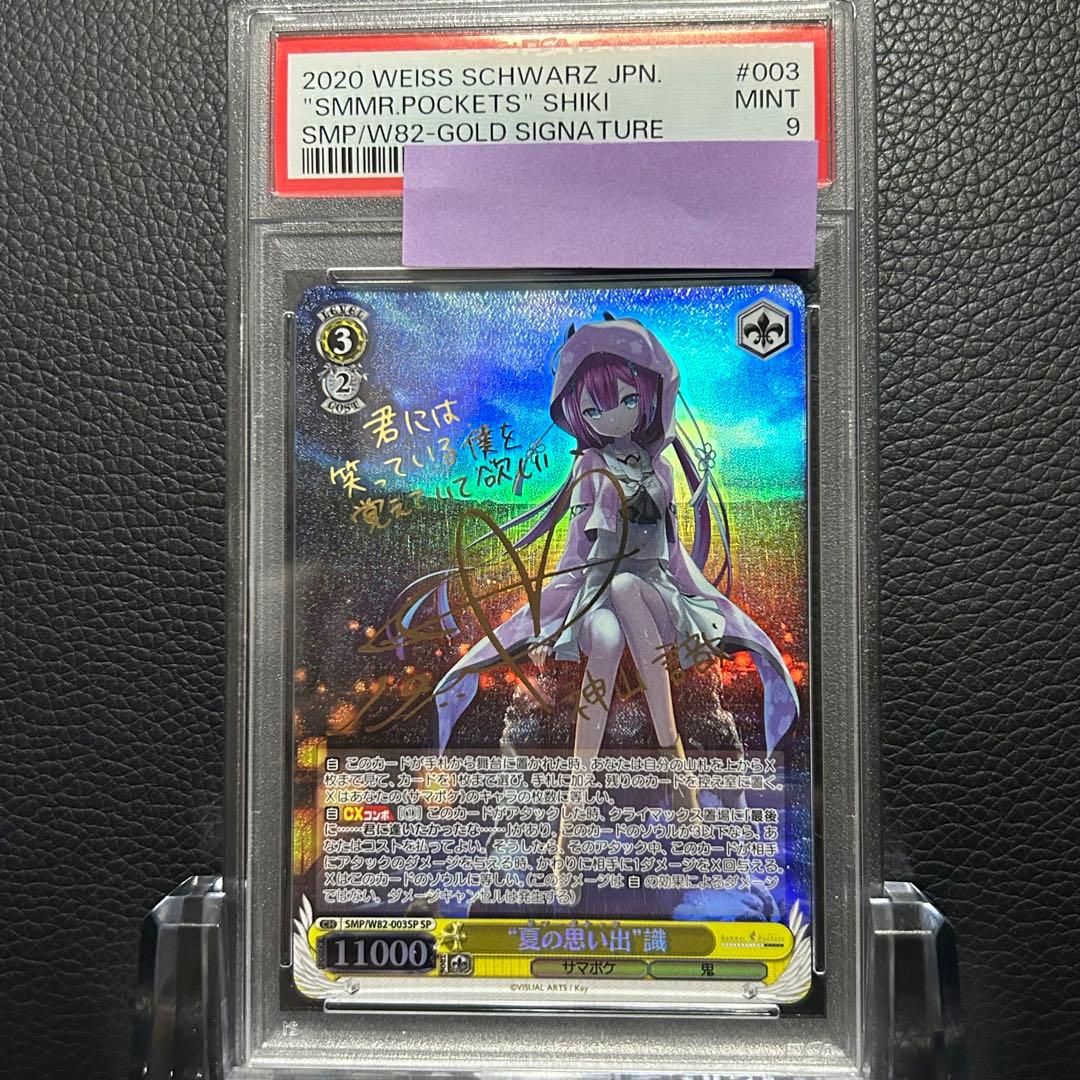 2020 WEISS SCHWARZ JPN. #003
"SMMR.POCKETS" SHIKI MINT
SMP/W82-GOLD SIGNATURE 9
LEVEL
3
2
COST
君には
笑っている僕を
覚えていて欲しい
神山 識
自 このカードが手札から舞台に置かれた時、あなたは自分の山札を上からX
枚まで見て、カードを1枚まで選び、手札に加え、残りのカードを控え室に置く。
Xはあなたの《サマポケ》のキャラの枚数に等しい。
自 CXコンボ [①] このカードがアタックした時、クライマックス置場に「最後
に……君に逢いたかったな……」があり、このカードのソウルが3以下なら、あ
なたはコストを払ってよい。そうしたら、そのアタック中、このカードが相手
にアタックのダメージを与える時、かわりに相手に1ダメージをX回与える。
Xはこのカードのソウルに等しい。(このダメージは 自 の効果によるダメージ
ではない。ダメージキャンセルは発生する)
CH SMP/W82-003SP SP
11000
“夏の思い出”識
Summer Pockets
サマポケ 鬼
©VISUAL ARTS / Key